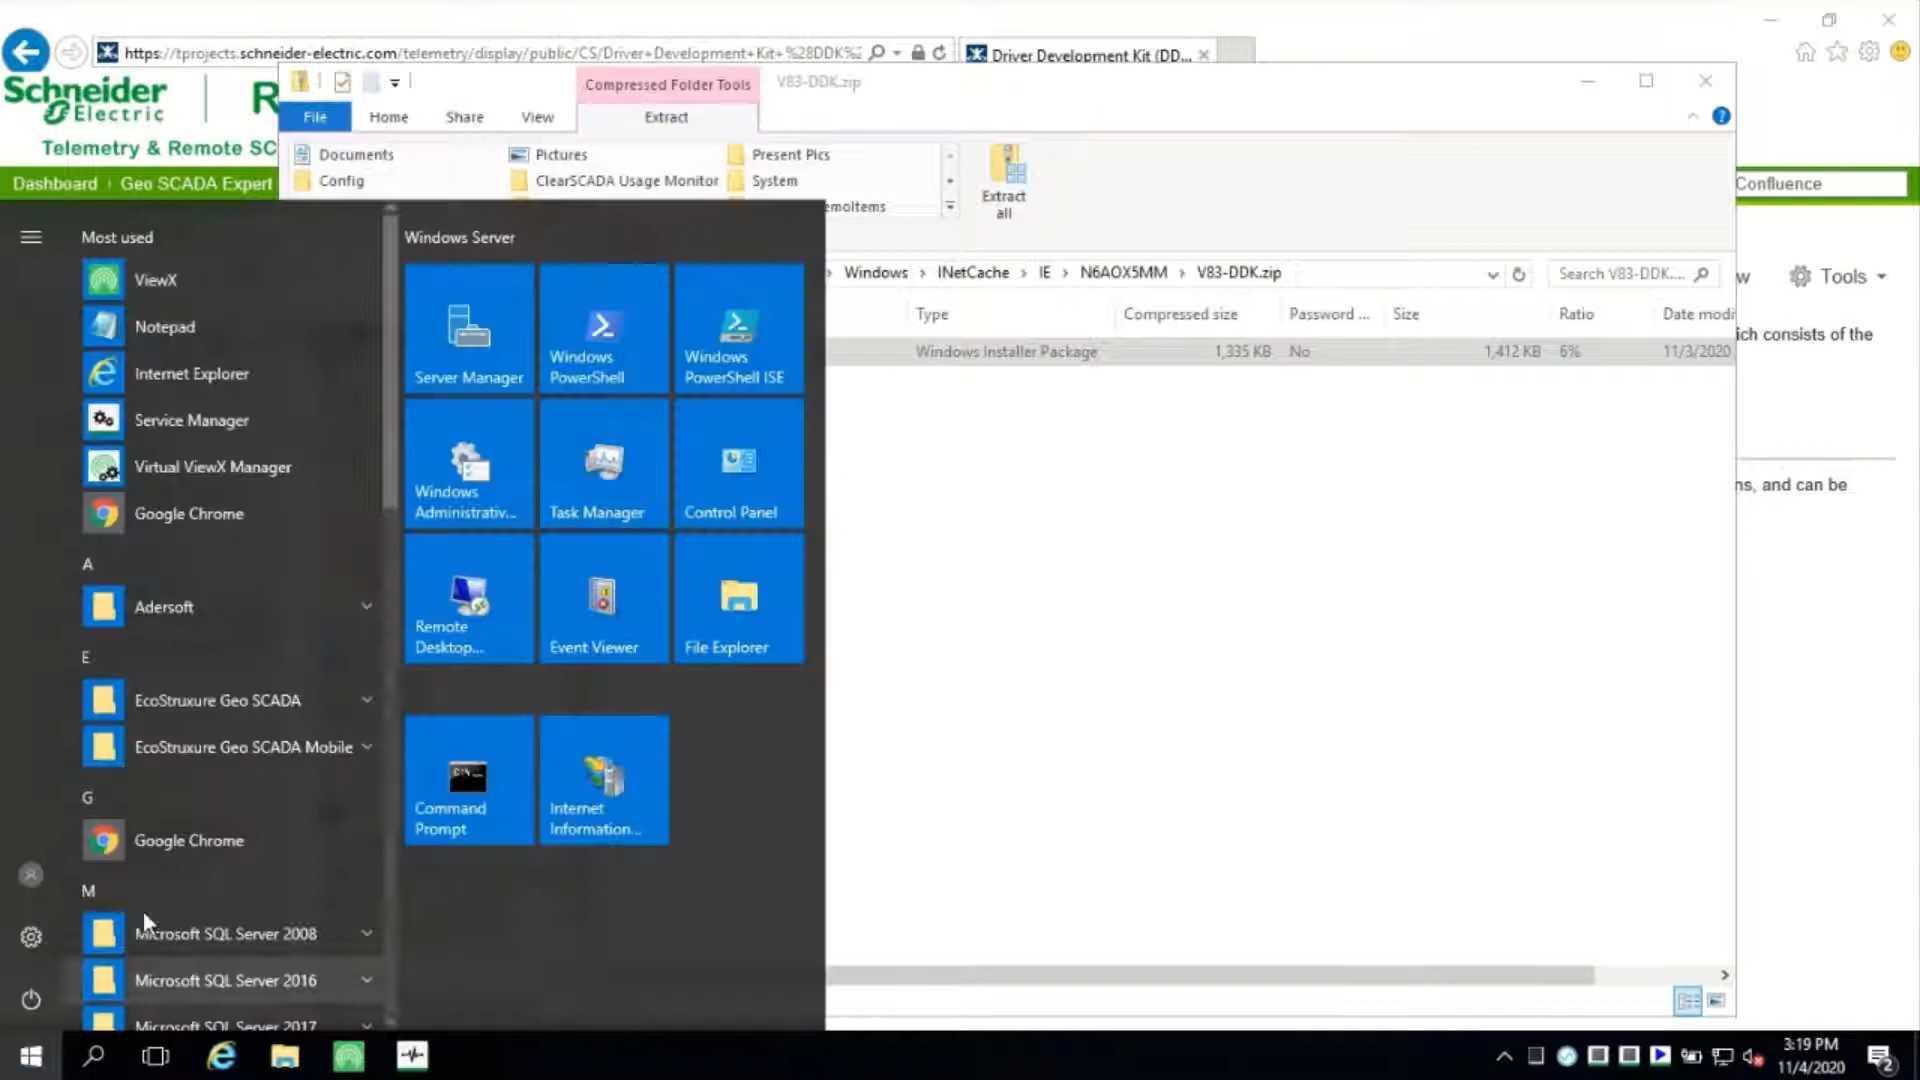 https://tprojects.schneider-electric.com/telemetry/display/public/CS/Driver+Development+Kit+%28DDK%
Driver Development Kit (DD...
Schneider
Electric
R
Telemetry & Remote SC
Dashboard
Geo SCADA Expert
Confluence
Compressed Folder Tools
V83-DDK.zip
File
Home
Share
View
Extract
Documents
Pictures
Present Pics
Config
ClearSCADA Usage Monitor
System
emoItems
Extract
all
Windows › INetCache › IE › N6AOX5MM › V83-DDK.zip
Search V83-DDK....
w
Tools
Type
Compressed size
Password ...
Size
Ratio
Date modi
Windows Installer Package
1,335 KB
No
1,412 KB
6%
11/3/2020
ich consists of the
ns, and can be
Most used
ViewX
Notepad
Internet Explorer
Service Manager
Virtual ViewX Manager
Google Chrome
A
Adersoft
E
EcoStruxure Geo SCADA
EcoStruxure Geo SCADA Mobile
G
Google Chrome
M
Microsoft SQL Server 2008
Microsoft SQL Server 2016
Microsoft SQL Server 2017
Windows Server
Server Manager
Windows
PowerShell
Windows
PowerShell ISE
Windows
Administrativ...
Task Manager
Control Panel
Remote
Desktop...
Event Viewer
File Explorer
Command
Prompt
Internet
Information...
3:19 PM
11/4/2020
2